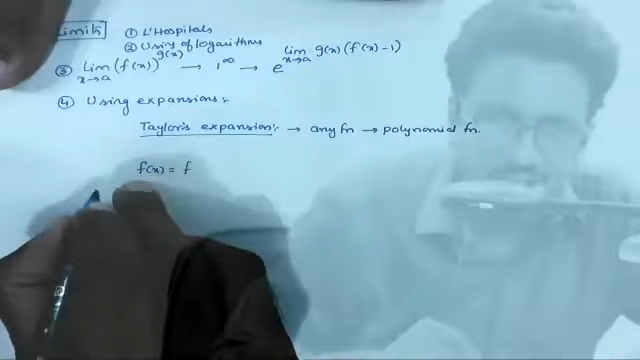 Limits ① L'Hospitals
② Using of logarithms
③ lim x→a (f(x))^g(x) → 1^∞ → e^lim x→a g(x) (f(x)-1)
④ Using expansions:-
Taylor's expansion:- → any fn → polynomial fn.
f(x) = f